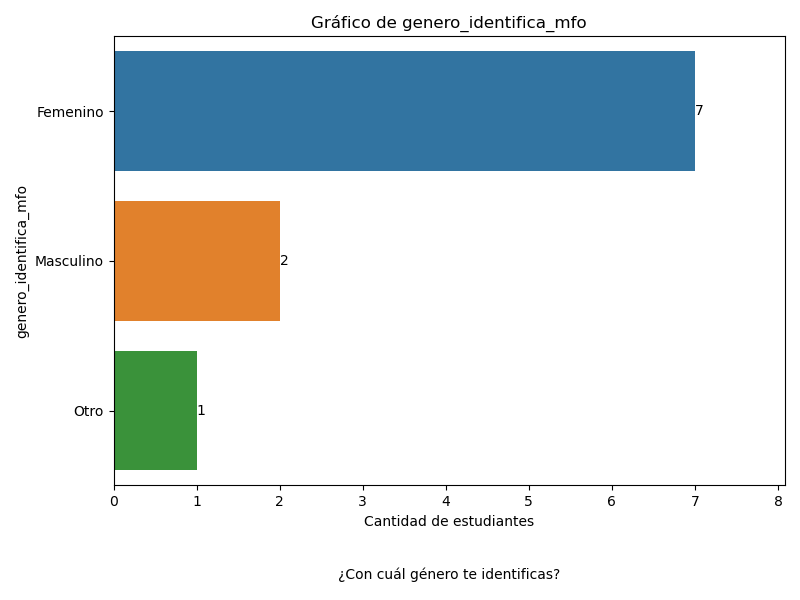 Gráfico de genero_identifica_mfo
genero_identifica_mfo
Femenino
7
Masculino
2
Otro
1
0 1 2 3 4 5 6 7 8
Cantidad de estudiantes
¿Con cuál género te identificas?